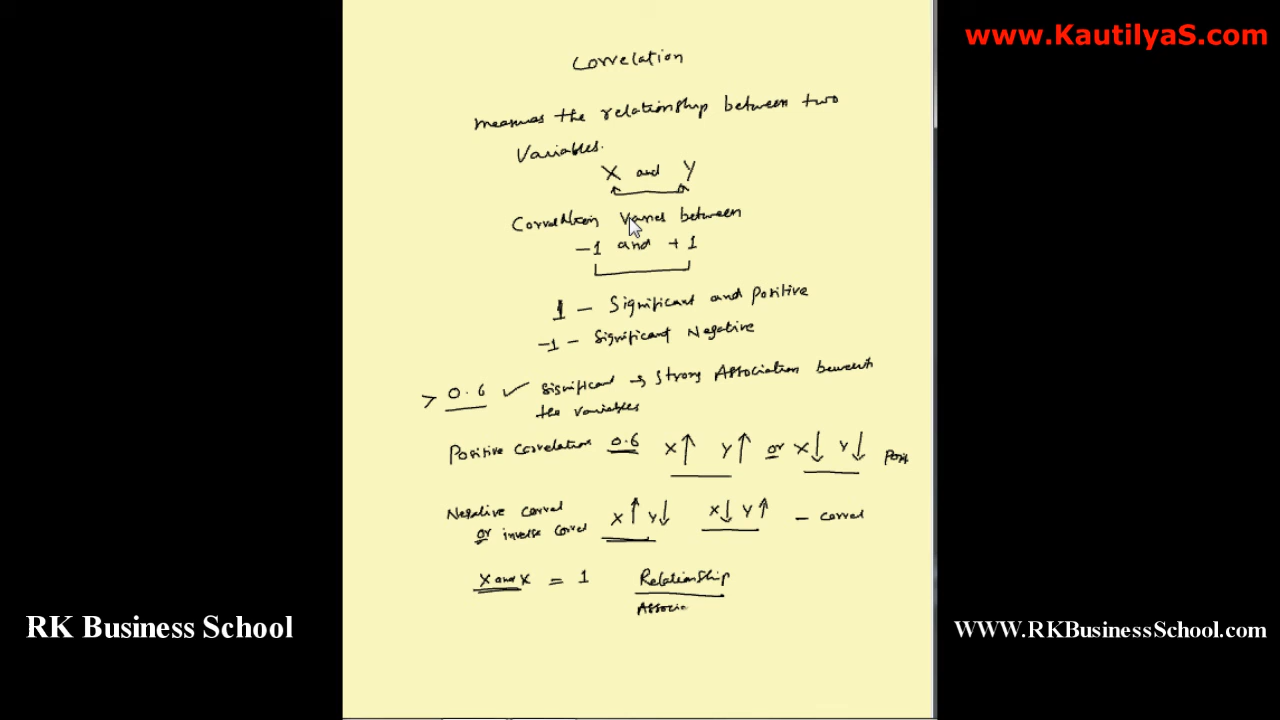 www.KautilyaS.com
Correlation
measures the relationship between two
Variables.
X and Y
Correlation varies between
-1 and +1
1 - Significant and Positive
-1 - Significant Negative
> 0.6 ✓ Significant → Strong Association between
the variables
Positive Correlation 0.6 X↑ Y↑ or X↓ Y↓ Posit
Negative Correl X↑ Y↓ X↓ Y↑ - Correl
or inverse Correl
X and X = 1 Relationship
Associa
RK Business School
WWW.RKBusinessSchool.com